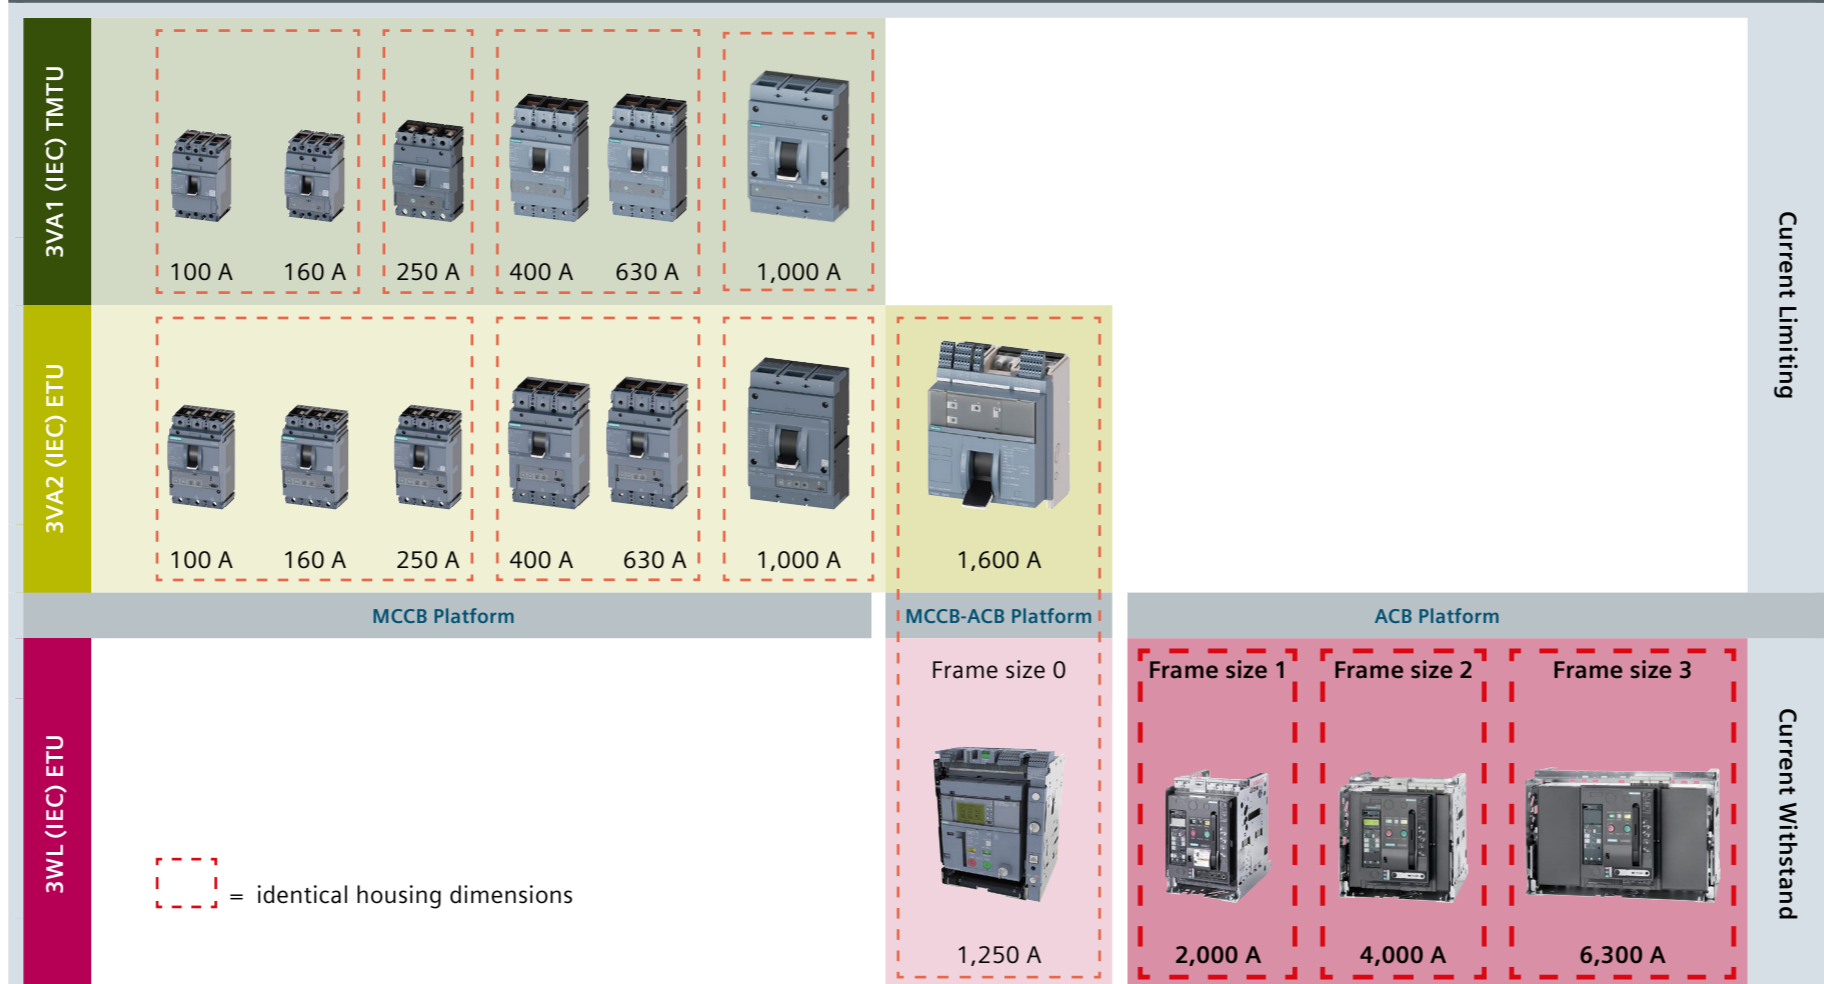 3VA1 (IEC) TMTU
100 A
160 A
250 A
400 A
630 A
1,000 A
Current Limiting
3VA2 (IEC) ETU
100 A
160 A
250 A
400 A
630 A
1,000 A
1,600 A
MCCB Platform
MCCB-ACB Platform
ACB Platform
3WL (IEC) ETU
Frame size 0
Frame size 1
Frame size 2
Frame size 3
Current Withstand
= identical housing dimensions
1,250 A
2,000 A
4,000 A
6,300 A